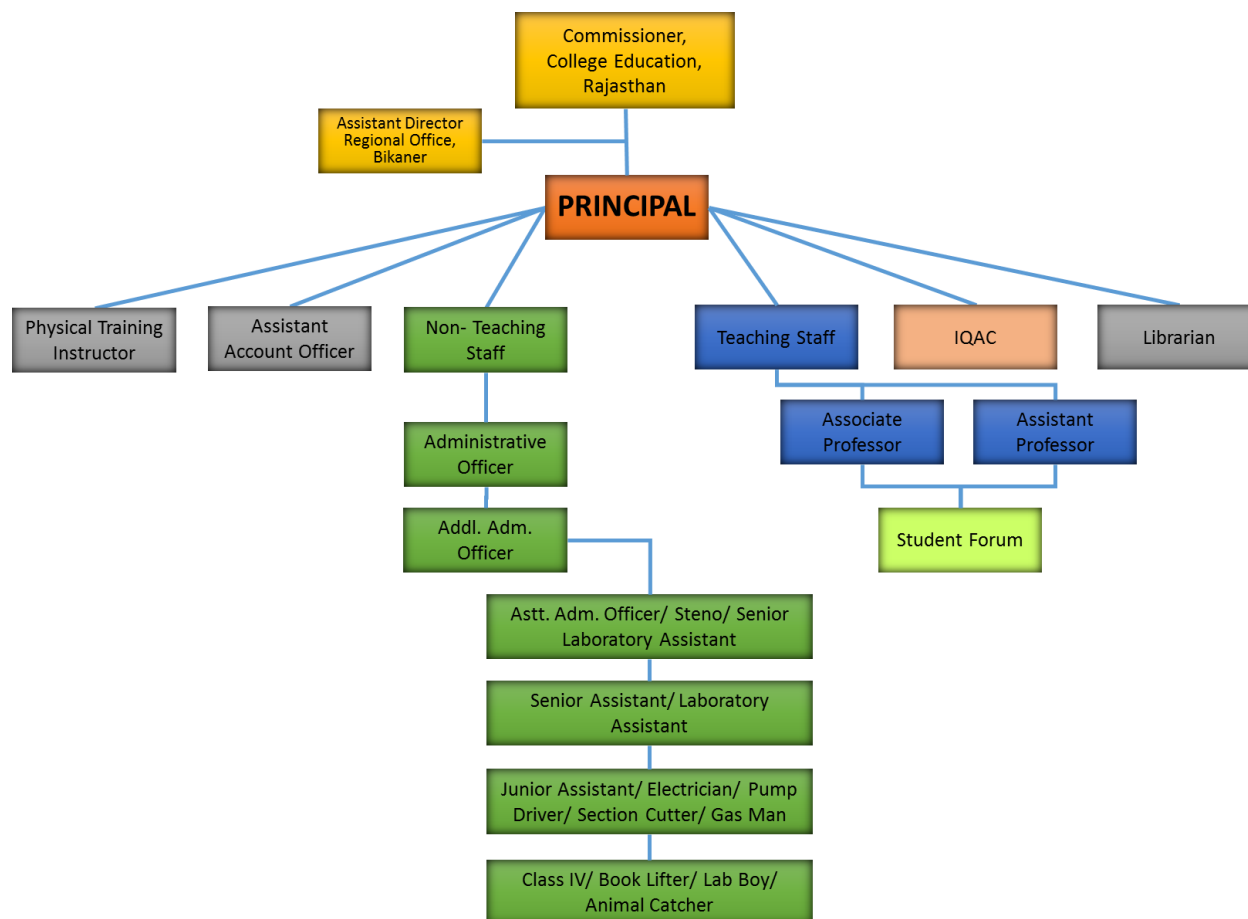 Commissioner,
College Education,
Rajasthan
Assistant Director
Regional Office,
Bikaner
PRINCIPAL
Physical Training
Instructor
Assistant
Account Officer
Non- Teaching
Staff
Teaching Staff
IQAC
Librarian
Administrative
Officer
Associate
Professor
Assistant
Professor
Addl. Adm.
Officer
Student Forum
Astt. Adm. Officer/ Steno/ Senior
Laboratory Assistant
Senior Assistant/ Laboratory
Assistant
Junior Assistant/ Electrician/ Pump
Driver/ Section Cutter/ Gas Man
Class IV/ Book Lifter/ Lab Boy/
Animal Catcher